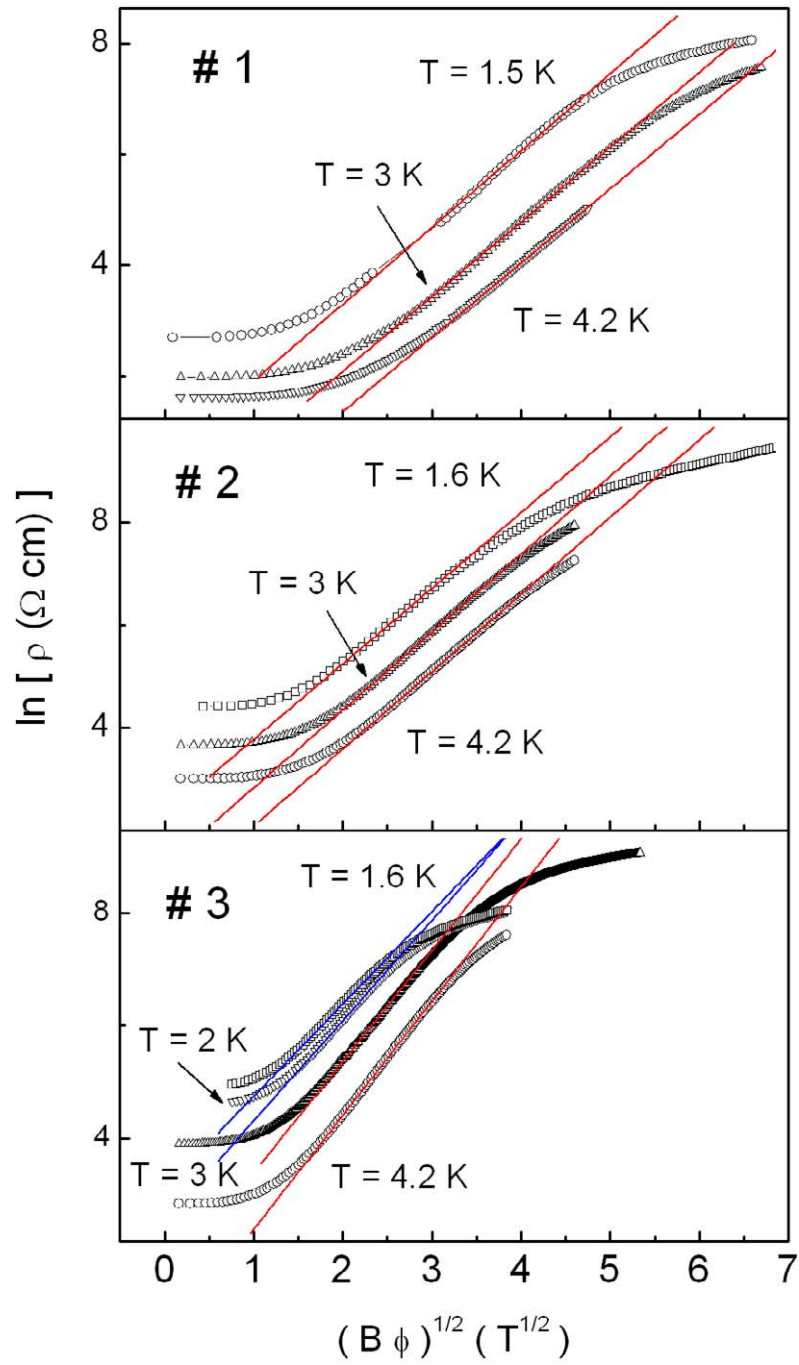 8
# 1
T = 1.5 K
T = 3 K
4
T = 4.2 K
# 2
T = 1.6 K
8
T = 3 K
4
T = 4.2 K
ln [ ρ (Ω cm) ]
T = 1.6 K
# 3
8
T = 2 K
4
T = 3 K
T = 4.2 K
0 1 2 3 4 5 6 7
( B ϕ )^{1/2} ( T^{1/2} )